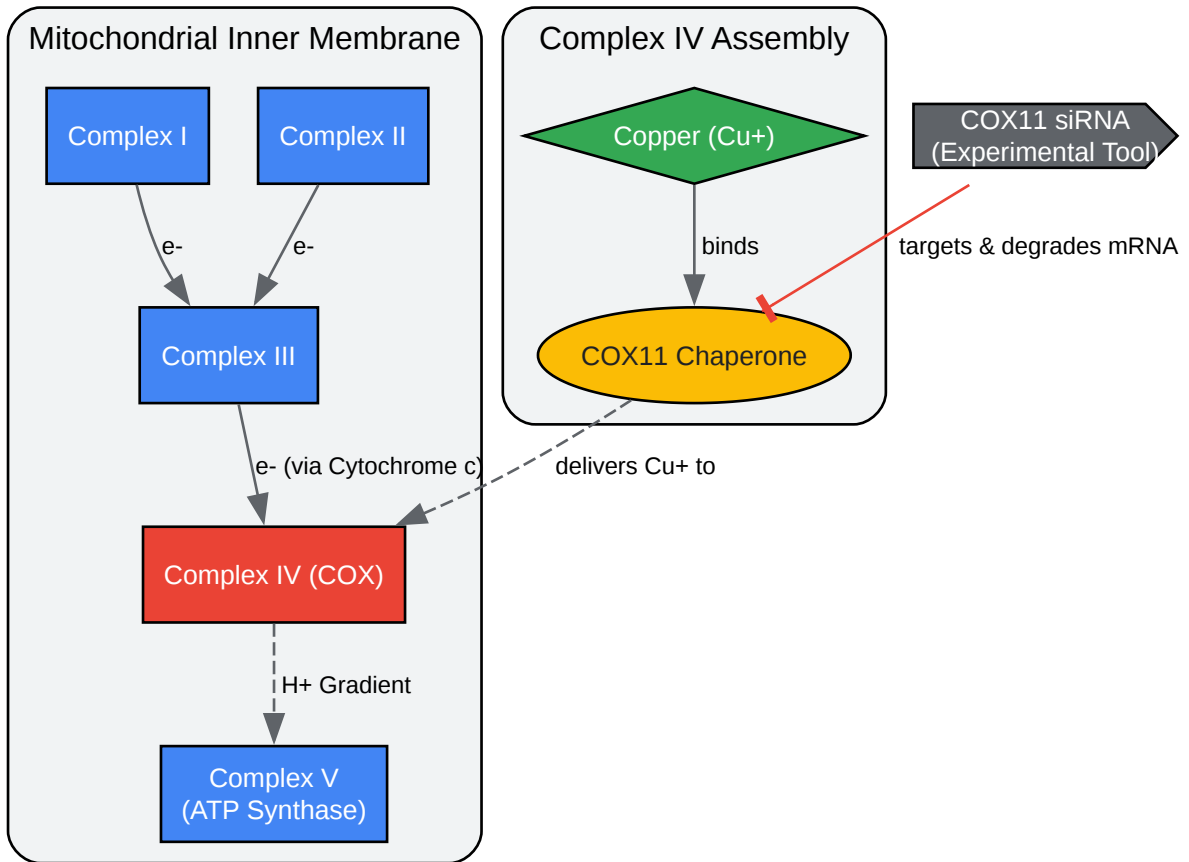 Mitochondrial Inner Membrane
Complex IV Assembly
Complex I
Complex II
Copper (Cu+)
COX11 siRNA
(Experimental Tool)
e-
e-
binds
targets & degrades mRNA
Complex III
COX11 Chaperone
e- (via Cytochrome c)
delivers Cu+ to
Complex IV (COX)
H+ Gradient
Complex V
(ATP Synthase)